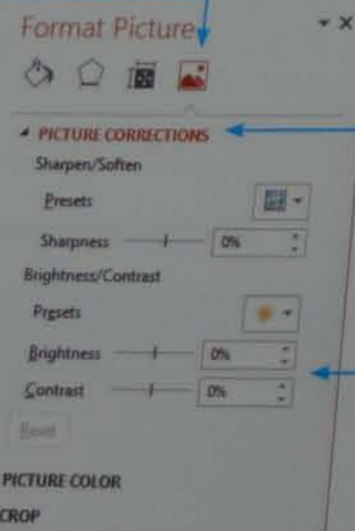 Format Picture
PICTURE CORRECTIONS
Sharpen/Soften
Presets
Sharpness 0%
Brightness/Contrast
Presets
Brightness 0%
Contrast 0%
Reset
PICTURE COLOR
CROP